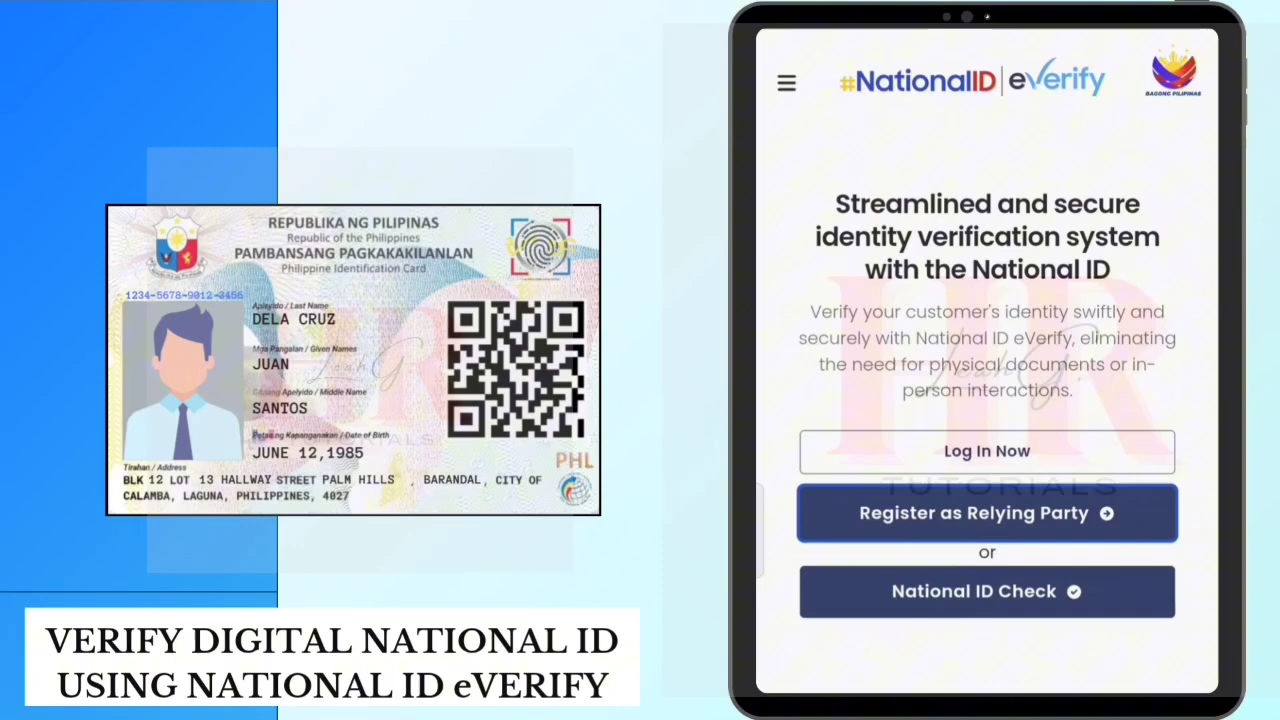 REPUBLIKA NG PILIPINAS
Republic of the Philippines
PAMBANSANG PAGKAKAKILANLAN
Philippine Identification Card
1234-5678-9012-3456
Apelyido / Last Name
DELA CRUZ
Mga Pangalan / Given Names
JUAN
Gitnang Apelyido / Middle Name
SANTOS
Petsa ng Kapanganakan / Date of Birth
JUNE 12,1985
PHL
Tirahan / Address
BLK 12 LOT 13 HALLWAY STREET PALM HILLS , BARANDAL, CITY OF
CALAMBA, LAGUNA, PHILIPPINES, 4027
VERIFY DIGITAL NATIONAL ID
USING NATIONAL ID eVERIFY
#NationalID | eVerify
BAGONG PILIPINAS
Streamlined and secure
identity verification system
with the National ID
Verify your customer's identity swiftly and
securely with National ID eVerify, eliminating
the need for physical documents or in-
person interactions.
Log In Now
Register as Relying Party
or
National ID Check
HR
Leah G.
TUTORIALS